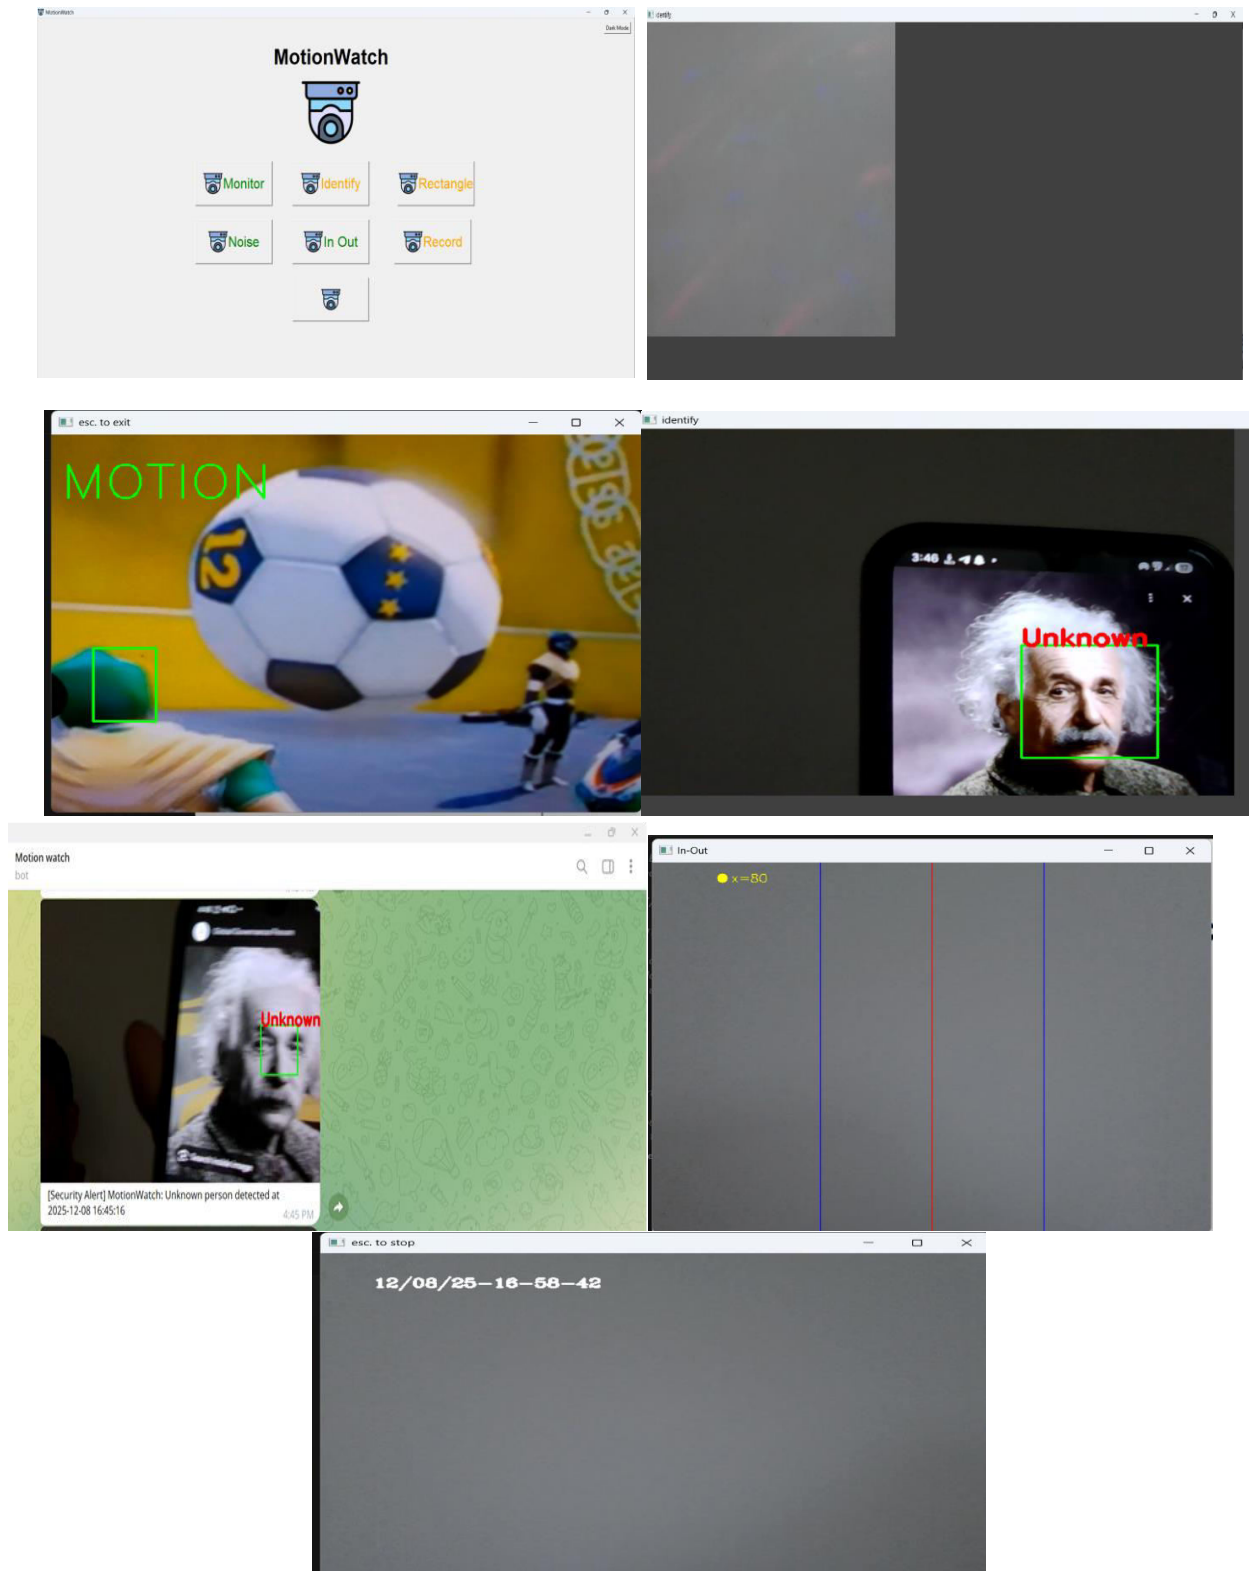 MotionWatch
Dark Mode
MotionWatch
Monitor
Identify
Rectangle
Noise
In Out
Record
identify
esc. to exit
MOTION
12
identify
3:46
Unknown
Motion watch
bot
Unknown
[Security Alert] MotionWatch: Unknown person detected at
2025-12-08 16:45:16
4:45 PM
In-Out
x=80
esc. to stop
12/08/25-16-58-42